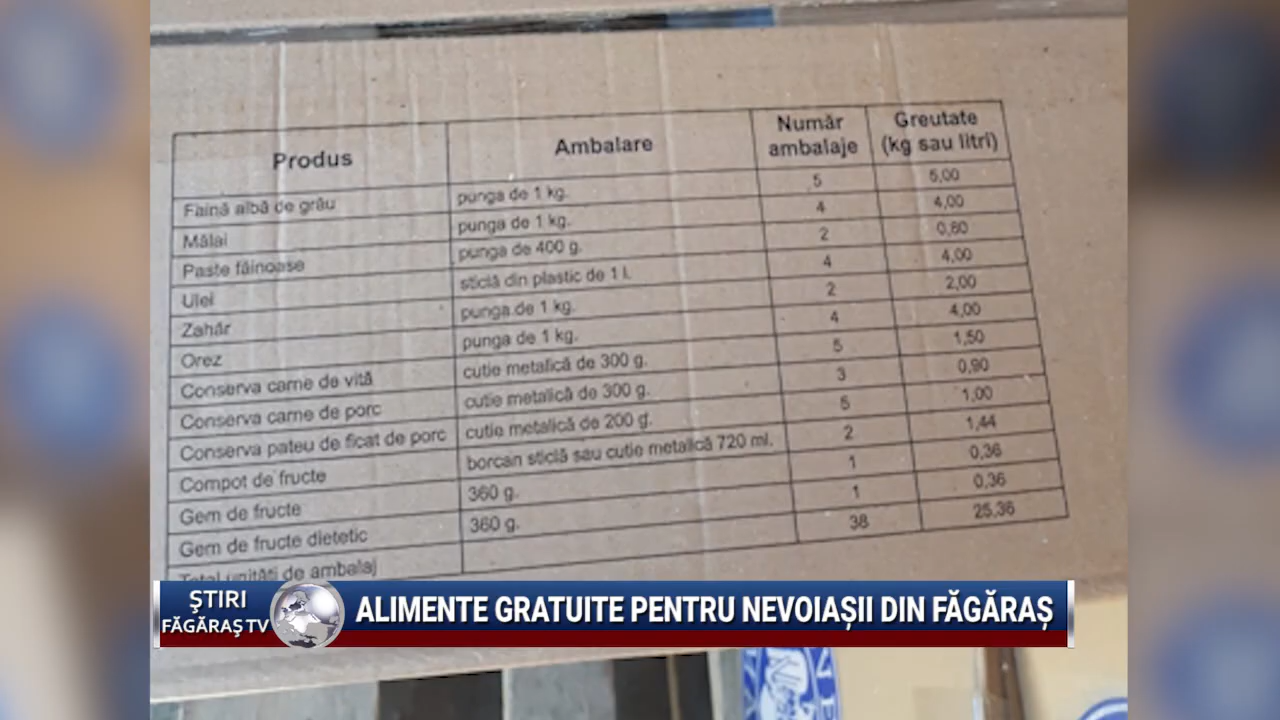 Produs Ambalare Număr ambalaje Greutate (kg sau litri)
Faină albă de grâu punga de 1 kg. 5 5,00
Mălai punga de 1 kg. 4 4,00
Paste făinoase punga de 400 g. 2 0,80
Ulei sticlă din plastic de 1 l. 4 4,00
Zahăr punga de 1 kg. 2 2,00
Orez punga de 1 kg. 4 4,00
Conserva carne de vită cutie metalică de 300 g. 5 1,50
Conserva carne de porc cutie metalică de 300 g. 3 0,90
Conserva pateu de ficat de porc cutie metalică de 200 g. 5 1,00
Compot de fructe borcan sticlă sau cutie metalică 720 ml. 2 1,44
Gem de fructe 360 g. 1 0,36
Gem de fructe dietetic 360 g. 1 0,36
Total unităţi de ambalaj 38 25,36
ŞTIRI
FĂGĂRAŞ TV
ALIMENTE GRATUITE PENTRU NEVOIAȘII DIN FĂGĂRAȘ